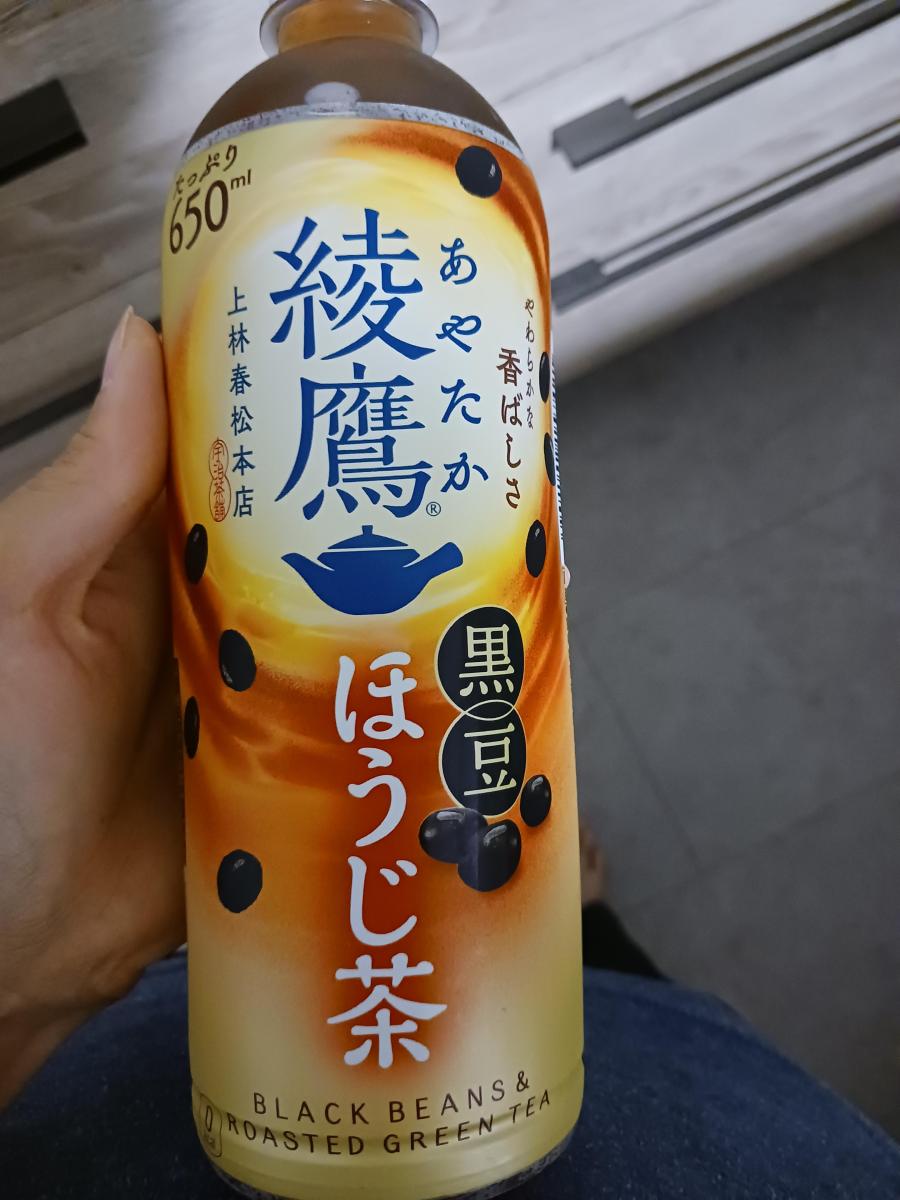 たっぷり
650ml
綾鷹®
あやたか
やわらかな
香ばしさ
上林春松本店
宇治茶舗
黒豆
ほうじ茶
BLACK BEANS &
ROASTED GREEN TEA
0
kcal